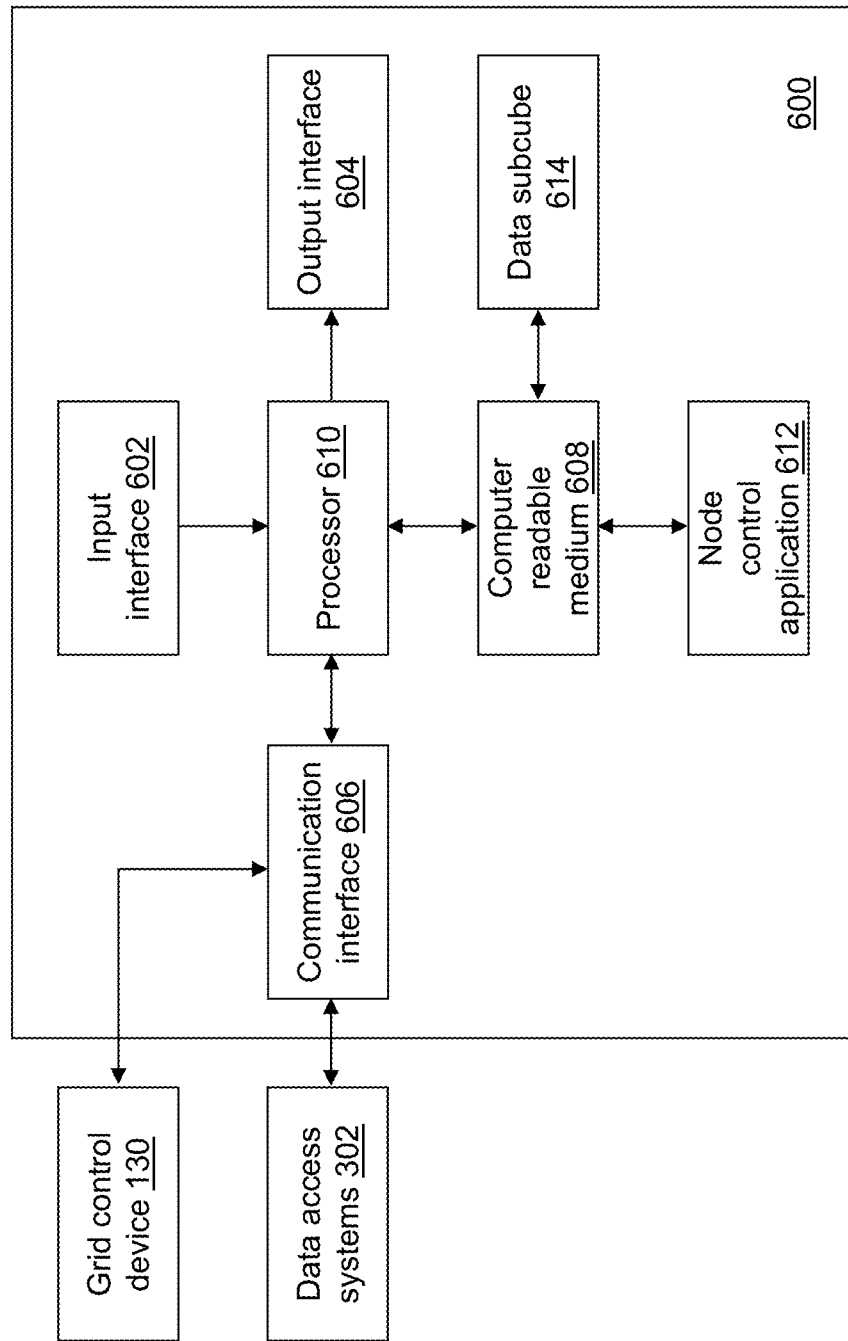 Grid control
device 130
Data access
systems 302
Communication
interface 606
Input
interface 602
Processor 610
Computer
readable
medium 608
Node
control
application 612
Output interface
604
Data subcube
614
600